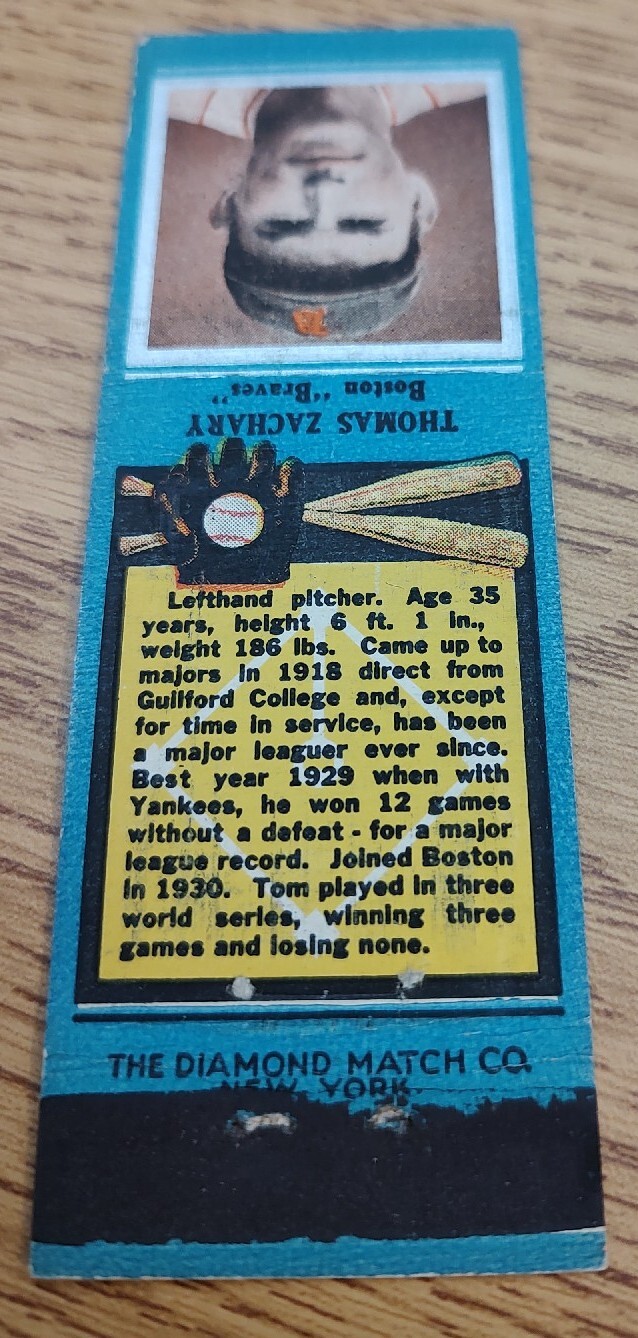 THOMAS ZACHARY
Boston "Braves"
Lefthand pitcher. Age 35
years, height 6 ft. 1 in.,
weight 186 lbs. Came up to
majors in 1918 direct from
Guilford College and, except
for time in service, has been
a major leaguer ever since.
Best year 1929 when with
Yankees, he won 12 games
without a defeat - for a major
league record. Joined Boston
in 1930. Tom played in three
world series, winning three
games and losing none.
THE DIAMOND MATCH CO.
NEW YORK